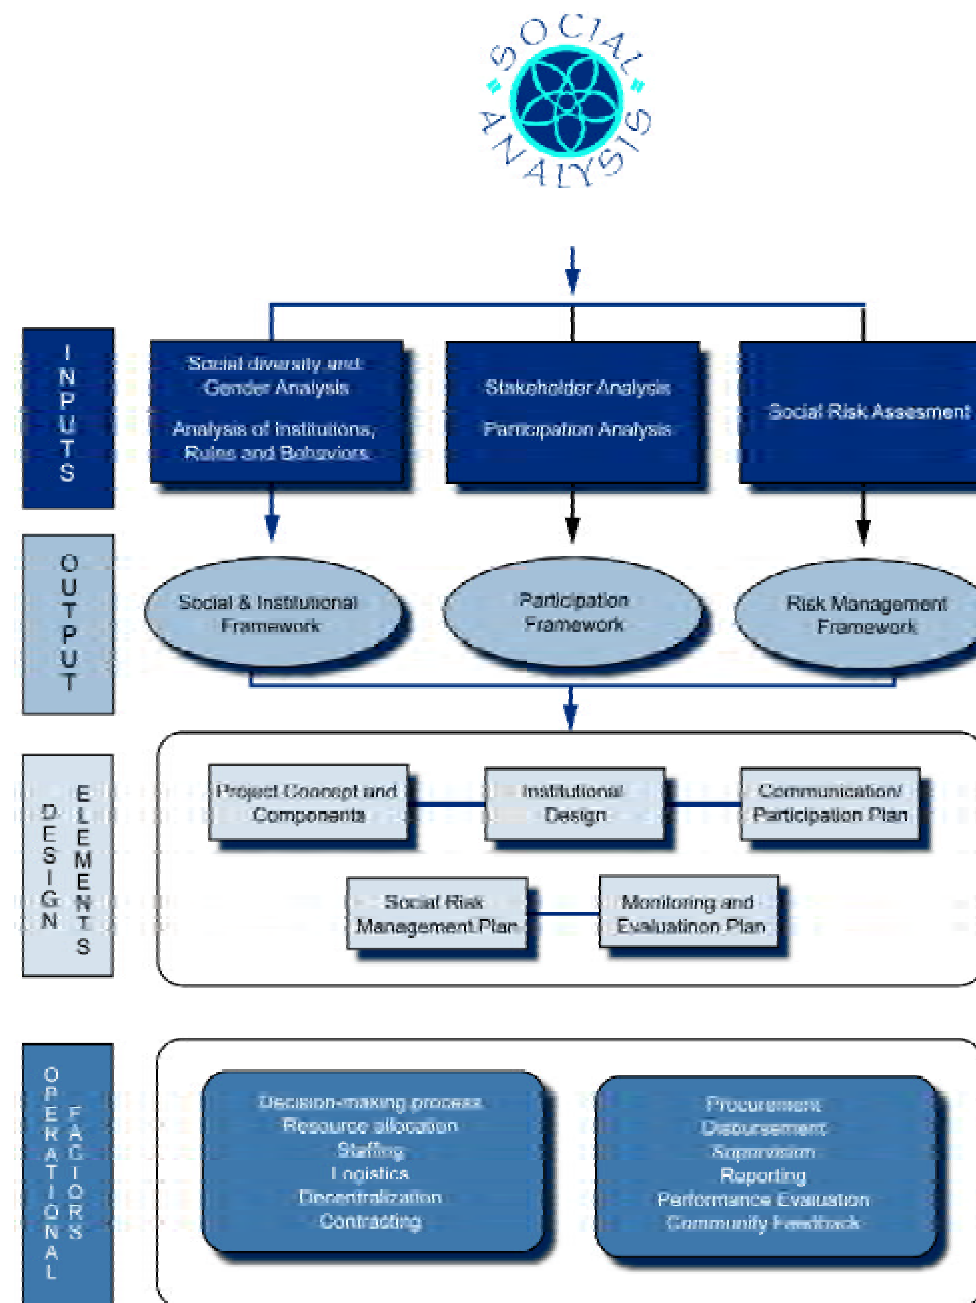 SOCIAL
ANALYSIS
INPUTS
Social diversity and
Gender Analysis
Analysis of Institutions,
Rules and Behaviors
Stakeholder Analysis
Participation Analysis
Social Risk Assesment
OUTPUT
Social & Institutional
Framework
Participation
Framework
Risk Management
Framework
DESIGN
ELEMENTS
Project Concept and
Components
Institutional
Design
Communication/
Participation Plan
Social Risk
Management Plan
Monitoring and
Evaluatinon Plan
OPERATIONAL
FACTORS
Decision-making process
Resource allocation
Staffing
Logistics
Decentralization
Contrasting
Procurement
Disbursement
Supervision
Reporting
Performance Evaluation
Community Feedback